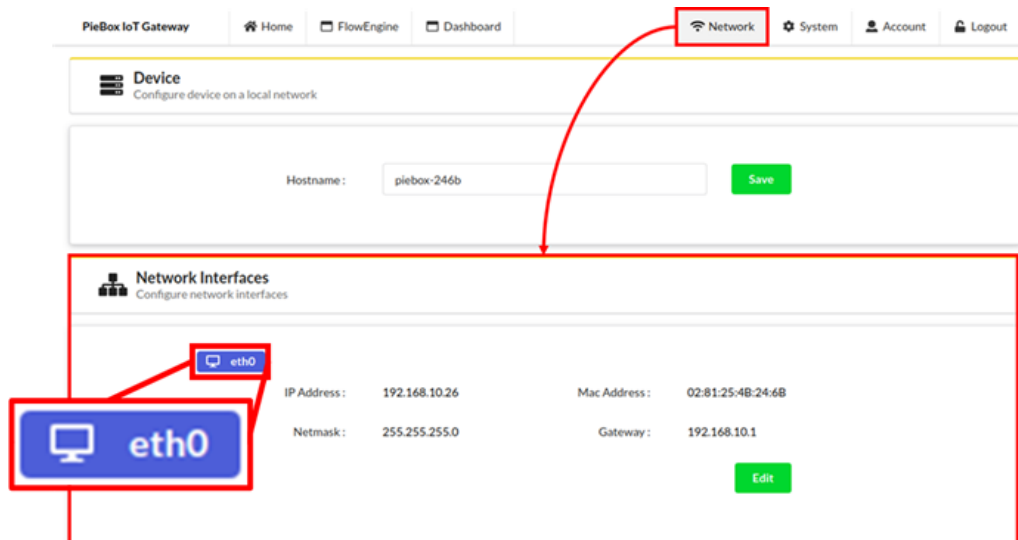 PieBox IoT Gateway Home FlowEngine Dashboard Network System Account Logout
Device
Configure device on a local network
Hostname : piebox-246b Save
Network Interfaces
Configure network interfaces
eth0
IP Address : 192.168.10.26 Mac Address : 02:81:25:4B:24:6B
eth0
Netmask : 255.255.255.0 Gateway : 192.168.10.1
Edit